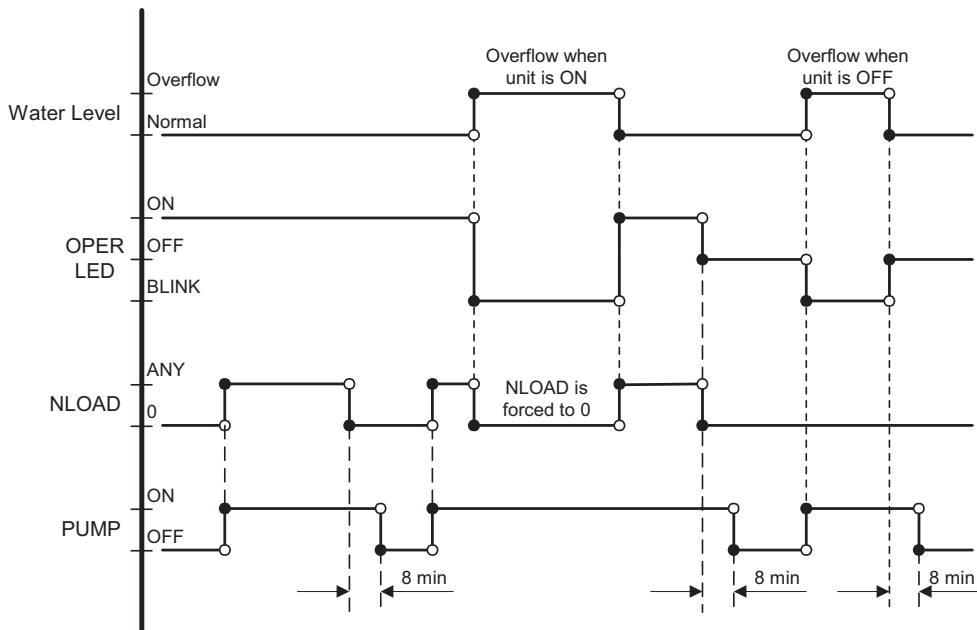 Overflow when
unit is ON
Overflow when
unit is OFF
Overflow
Water Level
Normal
ON
OPER
LED
OFF
BLINK
ANY
NLOAD
0
NLOAD is
forced to 0
ON
PUMP
OFF
8 min
8 min
8 min